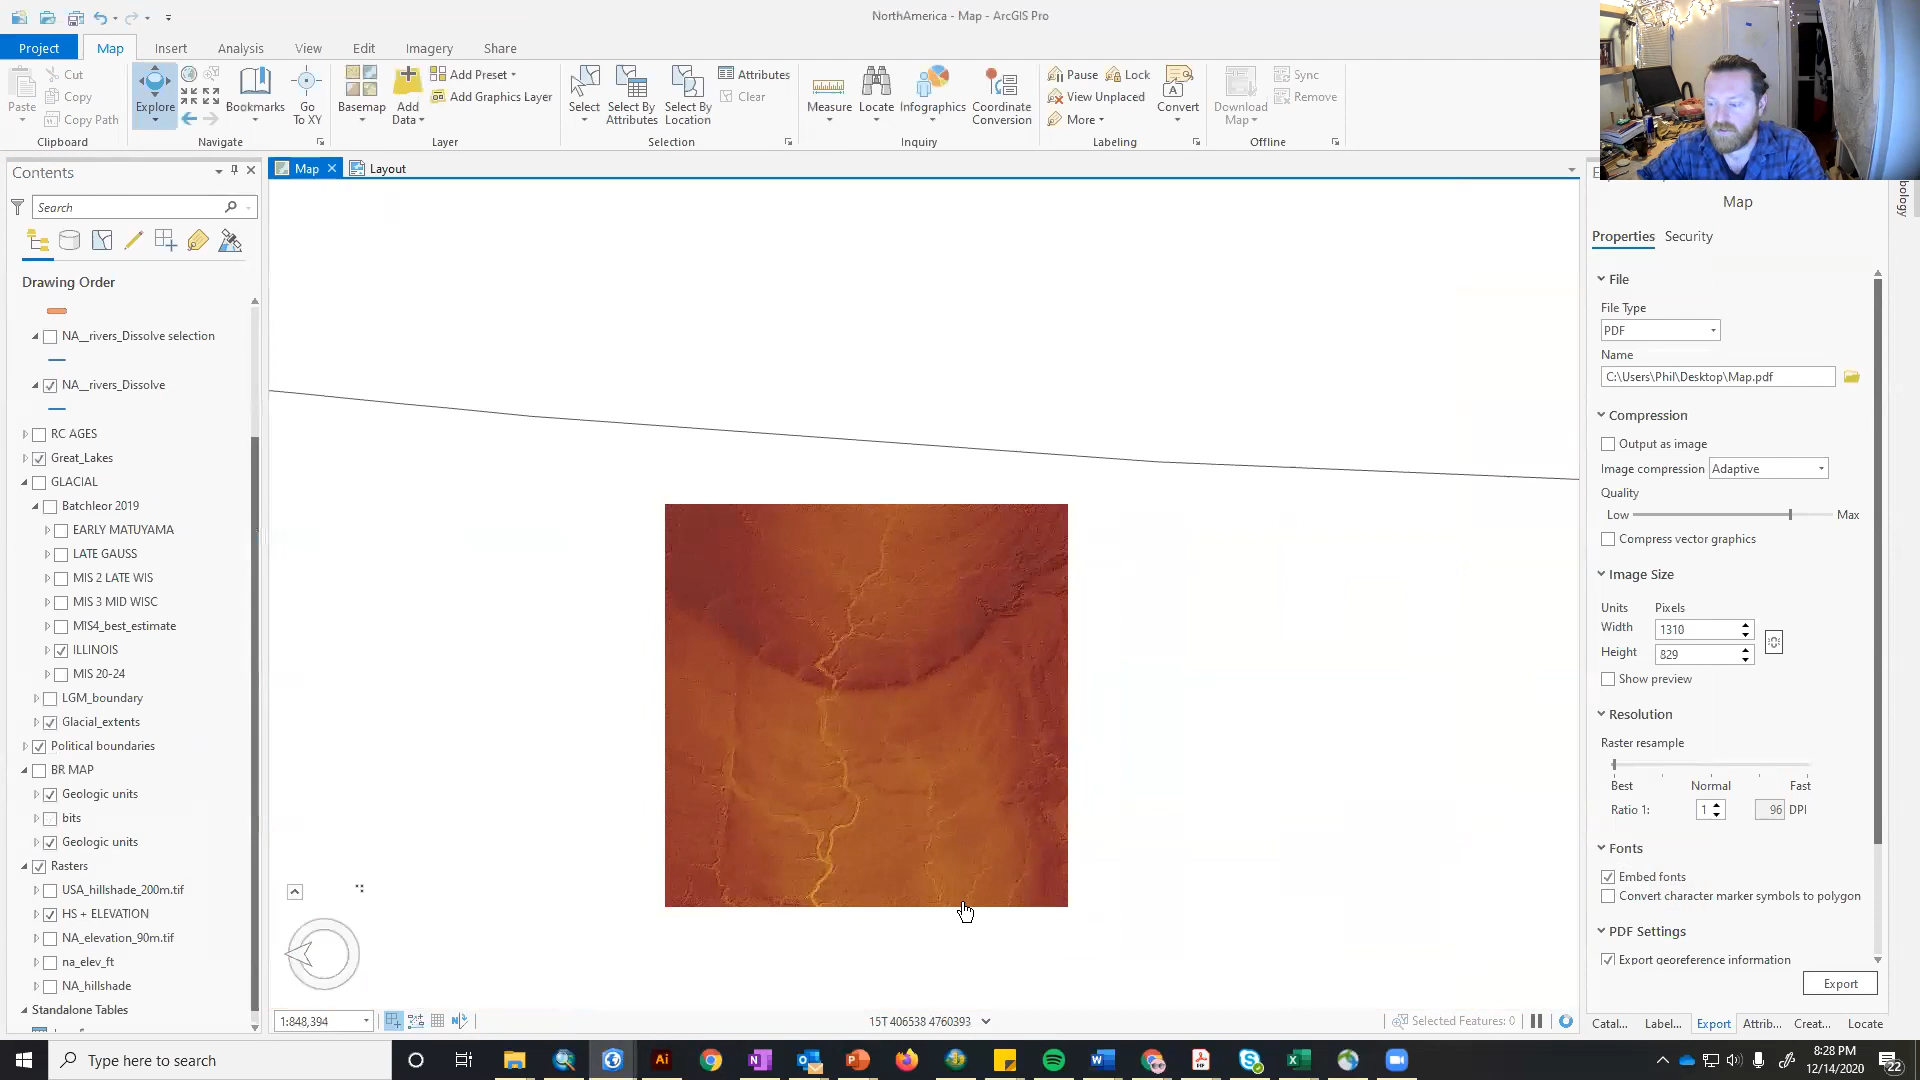 NorthAmerica - Map - ArcGIS Pro
Project
Map
Insert
Analysis
View
Edit
Imagery
Share
Paste
Cut
Copy
Copy Path
Clipboard
Explore
Bookmarks
Go To XY
Navigate
Basemap
Add Data
Add Preset
Add Graphics Layer
Layer
Select
Select By Attributes
Select By Location
Attributes
Clear
Selection
Measure
Locate
Infographics
Coordinate Conversion
Inquiry
Pause
Lock
View Unplaced
More
Convert
Labeling
Download Map
Sync
Remove
Offline
Contents
Search
Drawing Order
NA__rivers_Dissolve selection
NA__rivers_Dissolve
RC AGES
Great_Lakes
GLACIAL
Batchleor 2019
EARLY MATUYAMA
LATE GAUSS
MIS 2 LATE WIS
MIS 3 MID WISC
MIS4_best_estimate
ILLINOIS
MIS 20-24
LGM_boundary
Glacial_extents
Political boundaries
BR MAP
Geologic units
bits
Geologic units
Rasters
USA_hillshade_200m.tif
HS + ELEVATION
NA_elevation_90m.tif
na_elev_ft
NA_hillshade
Standalone Tables
Map
Layout
1:848,394
15T 406538 4760393
Selected Features: 0
Map
Properties
Security
File
File Type
PDF
Name
C:\Users\Phil\Desktop\Map.pdf
Compression
Output as image
Image compression
Adaptive
Quality
Low
Max
Compress vector graphics
Image Size
Units
Pixels
Width
1310
Height
829
Show preview
Resolution
Raster resample
Best
Normal
Fast
Ratio 1:
1
96
DPI
Fonts
Embed fonts
Convert character marker symbols to polygon
PDF Settings
Export georeference information
Export
Catal...
Label...
Export
Attrib...
Creat...
Locate
Type here to search
8:28 PM
12/14/2020
22